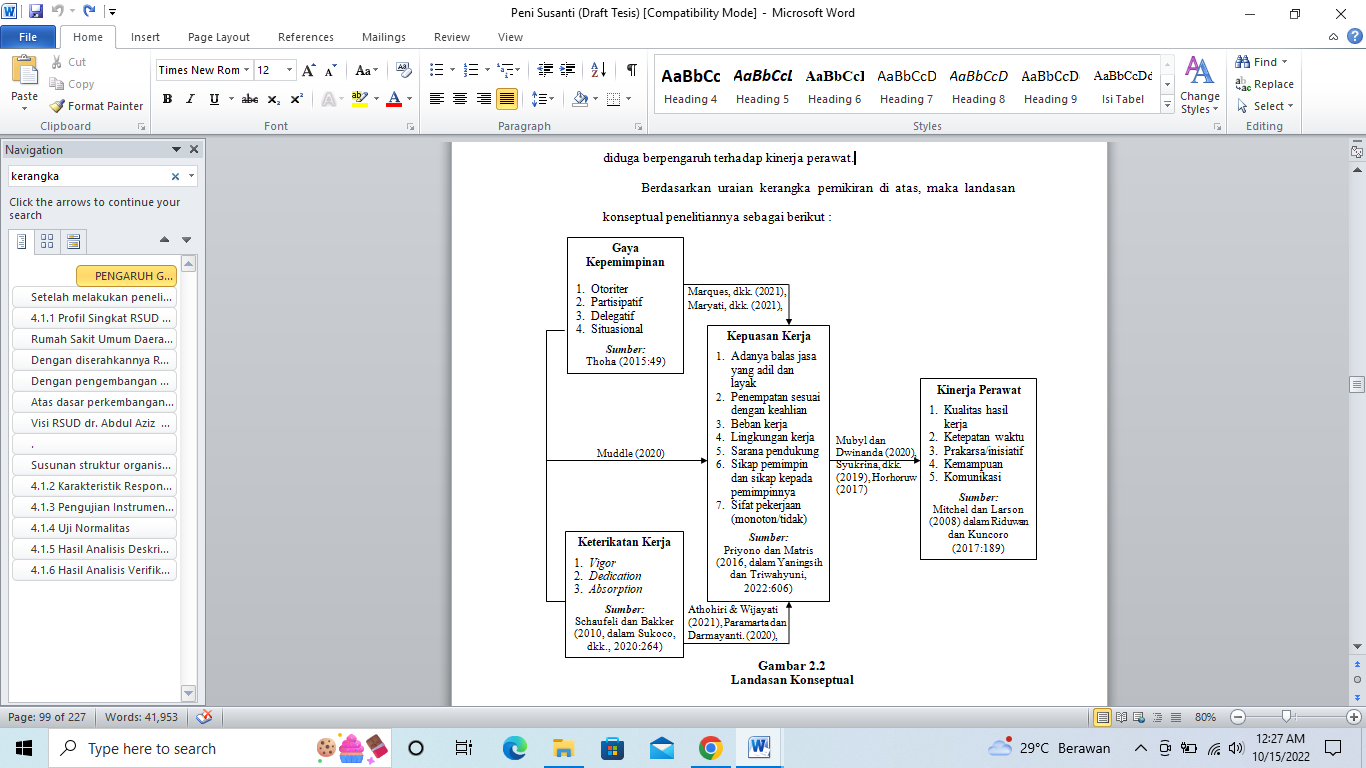 Peni Susanti (Draft Tesis) [Compatibility Mode] - Microsoft Word
File Home Insert Page Layout References Mailings Review View
Paste
Cut
Copy
Format Painter
Clipboard
Times New Rom 12
Font
Paragraph
AaBbCc AaBbCcL AaBbCcI AaBbCcD AaBbCcD AaBbCcD AaBbCcDd
Heading 4 Heading 5 Heading 6 Heading 7 Heading 8 Heading 9 Isi Tabel
Styles
Change
Styles
Find
Replace
Select
Editing
Navigation
kerangka
Click the arrows to continue your
search
PENGARUH G...
Setelah melakukan peneli...
4.1.1 Profil Singkat RSUD ...
Rumah Sakit Umum Daera...
Dengan diserahkannya R...
Dengan pengembangan ...
Atas dasar perkembangan...
Visi RSUD dr. Abdul Aziz ...
.
Susunan struktur organis...
4.1.2 Karakteristik Respon...
4.1.3 Pengujian Instrumen...
4.1.4 Uji Normalitas
4.1.5 Hasil Analisis Deskri...
4.1.6 Hasil Analisis Verifik...
diduga berpengaruh terhadap kinerja perawat.
Berdasarkan uraian kerangka pemikiran di atas, maka landasan
konseptual penelitiannya sebagai berikut :
Gaya
Kepemimpinan
1. Otoriter
2. Partisipatif
3. Delegatif
4. Situasional
Sumber:
Thoha (2015:49)
Marques, dkk. (2021),
Maryati, dkk. (2021),
Muddle (2020)
Keterikatan Kerja
1. Vigor
2. Dedication
3. Absorption
Sumber:
Schaufeli dan Bakker
(2010, dalam Sukoco,
dkk., 2020:264)
Athohiri & Wijayati
(2021), Paramarta dan
Darmayanti. (2020),
Kepuasan Kerja
1. Adanya balas jasa
yang adil dan
layak
2. Penempatan sesuai
dengan keahlian
3. Beban kerja
4. Lingkungan kerja
5. Sarana pendukung
6. Sikap pemimpin
dan sikap kepada
pemimpinnya
7. Sifat pekerjaan
(monoton/tidak)
Sumber:
Priyono dan Matris
(2016, dalam Yaningsih
dan Triwahyuni,
2022:606)
Mubyl dan
Dwinanda (2020),
Syukrina, dkk.
(2019), Horhoruw
(2017)
Kinerja Perawat
1. Kualitas hasil
kerja
2. Ketepatan waktu
3. Prakarsa/inisiatif
4. Kemampuan
5. Komunikasi
Sumber:
Mitchel dan Larson
(2008) dalam Riduwan
dan Kuncoro
(2017:189)
Gambar 2.2
Landasan Konseptual
Page: 99 of 227 Words: 41,953 80%
Type here to search
29°C Berawan
12:27 AM
10/15/2022